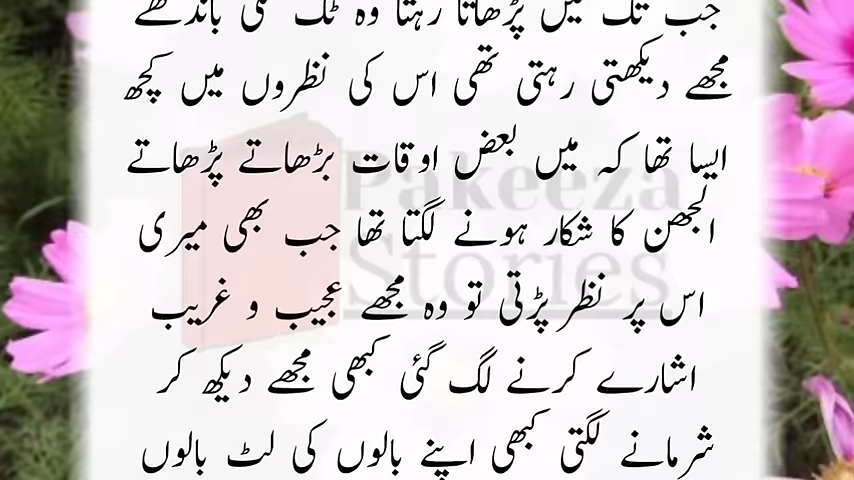 جب تک میں پڑھاتا رہتا وہ ٹک ٹکی باندھے
مجھے دیکھتی رہتی تھی اس کی نظروں میں کچھ
ایسا تھا کہ میں بعض اوقات بڑھاتے پڑھاتے
الجھن کا شکار ہونے لگتا تھا جب بھی میری
اس پر نظر پڑتی تو وہ مجھے عجیب و غریب
اشارے کرنے لگ گئی کبھی مجھے دیکھ کر
شرمانے لگتی کبھی اپنے بالوں کی لٹ بالوں
Pakeeza
Stories